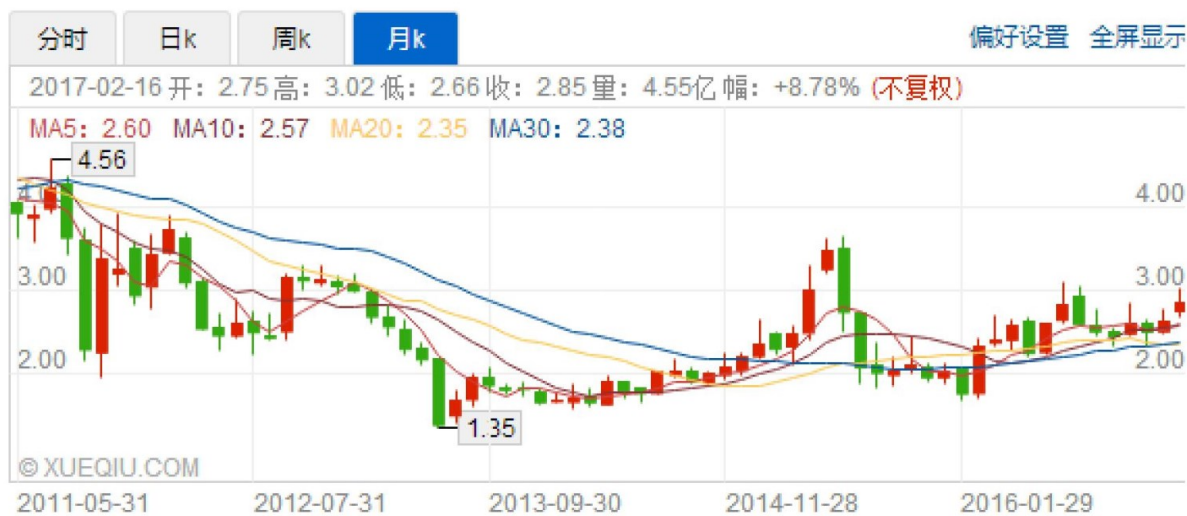 分时 日k 周k 月k 偏好设置 全屏显示
2017-02-16 开：2.75 高：3.02 低：2.66 收：2.85 量：4.55亿 幅：+8.78% (不复权)
MA5：2.60 MA10：2.57 MA20：2.35 MA30：2.38
4.56
4.00 4.00
3.00 3.00
2.00 2.00
1.35
© XUEQIU.COM
2011-05-31 2012-07-31 2013-09-30 2014-11-28 2016-01-29